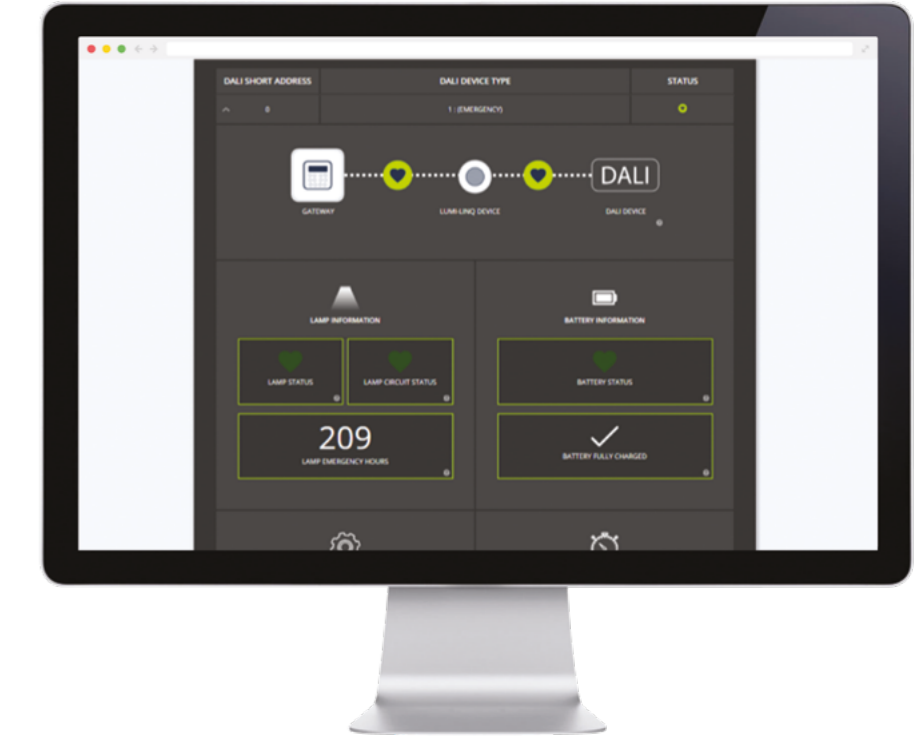 DALI SHORT ADDRESS DALI DEVICE TYPE STATUS
0 1 : (EMERGENCY)
DALI
GATEWAY LUMI-LINQ DEVICE DALI DEVICE
LAMP INFORMATION BATTERY INFORMATION
LAMP STATUS LAMP CIRCUIT STATUS BATTERY STATUS
209
LAMP EMERGENCY HOURS BATTERY FULLY CHARGED